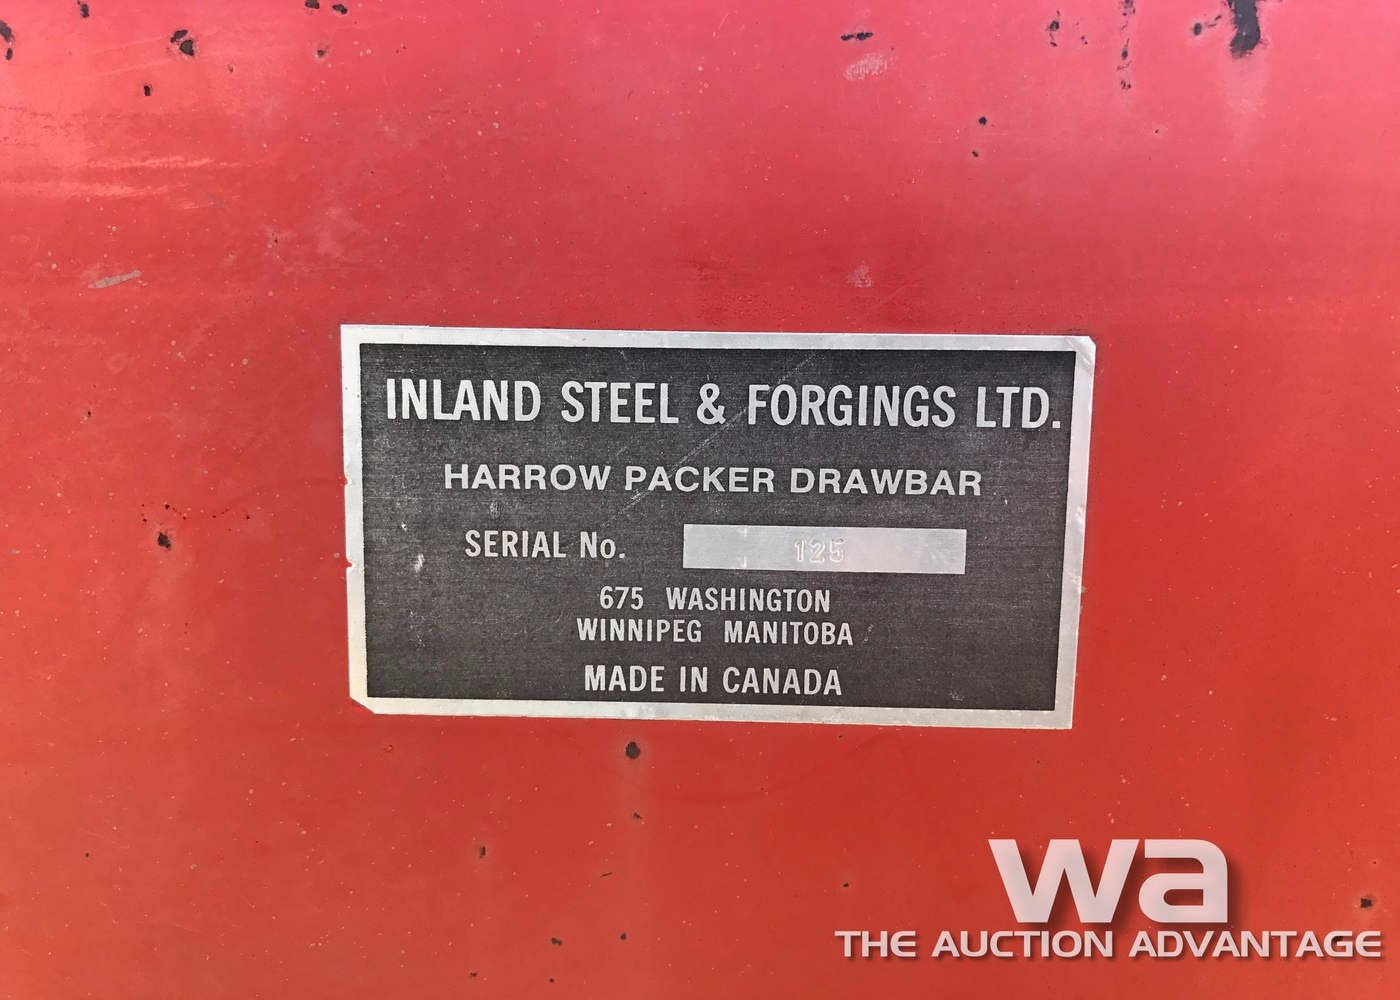 INLAND STEEL & FORGINGS LTD.
HARROW PACKER DRAWBAR
SERIAL No. 125
675 WASHINGTON
WINNIPEG MANITOBA
MADE IN CANADA
wa
THE AUCTION ADVANTAGE